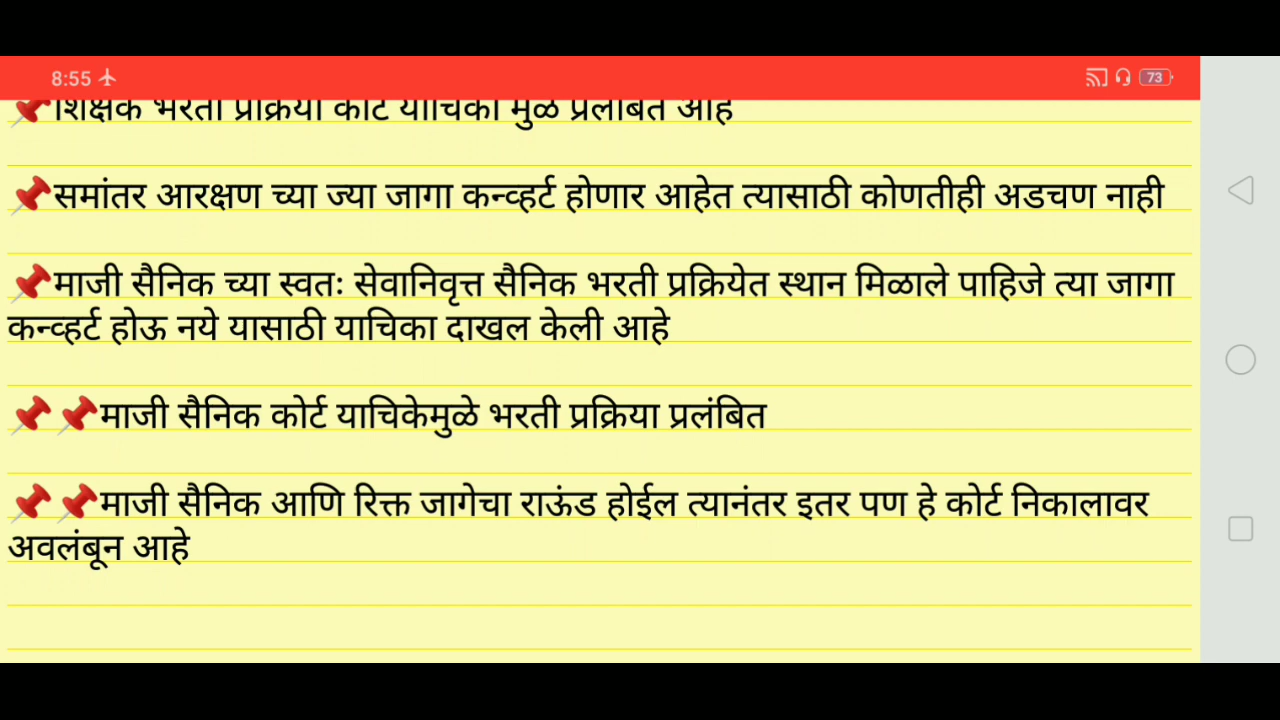 8:55
73
📌शिक्षक भरती प्रक्रिया कोर्ट याचिका मुळे प्रलंबित आहे
📌समांतर आरक्षण च्या ज्या जागा कन्व्हर्ट होणार आहेत त्यासाठी कोणतीही अडचण नाही
📌माजी सैनिक च्या स्वतः सेवानिवृत्त सैनिक भरती प्रक्रियेत स्थान मिळाले पाहिजे त्या जागा
कन्व्हर्ट होऊ नये यासाठी याचिका दाखल केली आहे
📌📌माजी सैनिक कोर्ट याचिकेमुळे भरती प्रक्रिया प्रलंबित
📌📌माजी सैनिक आणि रिक्त जागेचा राऊंड होईल त्यानंतर इतर पण हे कोर्ट निकालावर
अवलंबून आहे